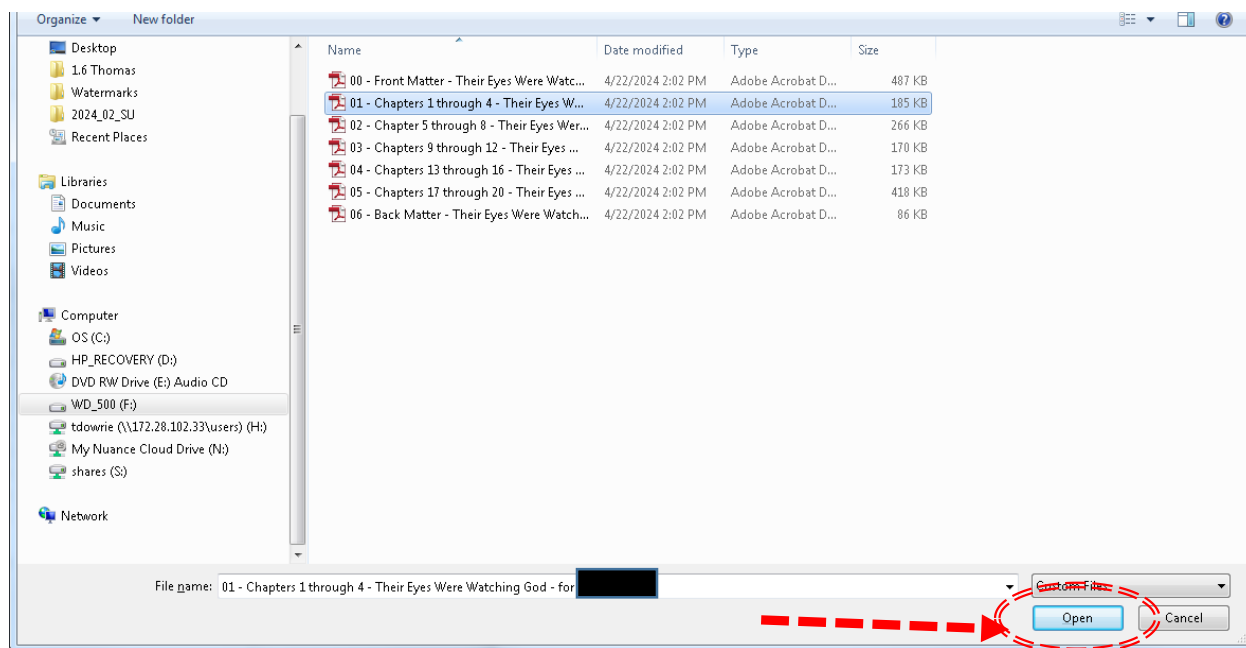 Organize New folder
Desktop
1.6 Thomas
Watermarks
2024_02_SU
Recent Places
Libraries
Documents
Music
Pictures
Videos
Computer
OS (C:)
HP_RECOVERY (D:)
DVD RW Drive (E:) Audio CD
WD_500 (F:)
tdowrie (\\172.28.102.33\users) (H:)
My Nuance Cloud Drive (N:)
shares (S:)
Network
Name Date modified Type Size
00 - Front Matter - Their Eyes Were Watc... 4/22/2024 2:02 PM Adobe Acrobat D... 487 KB
01 - Chapters 1 through 4 - Their Eyes W... 4/22/2024 2:02 PM Adobe Acrobat D... 185 KB
02 - Chapter 5 through 8 - Their Eyes Wer... 4/22/2024 2:02 PM Adobe Acrobat D... 266 KB
03 - Chapters 9 through 12 - Their Eyes ... 4/22/2024 2:02 PM Adobe Acrobat D... 170 KB
04 - Chapters 13 through 16 - Their Eyes ... 4/22/2024 2:02 PM Adobe Acrobat D... 173 KB
05 - Chapters 17 through 20 - Their Eyes ... 4/22/2024 2:02 PM Adobe Acrobat D... 418 KB
06 - Back Matter - Their Eyes Were Watch... 4/22/2024 2:02 PM Adobe Acrobat D... 86 KB
File name: 01 - Chapters 1 through 4 - Their Eyes Were Watching God - for
Custom Files
Open Cancel